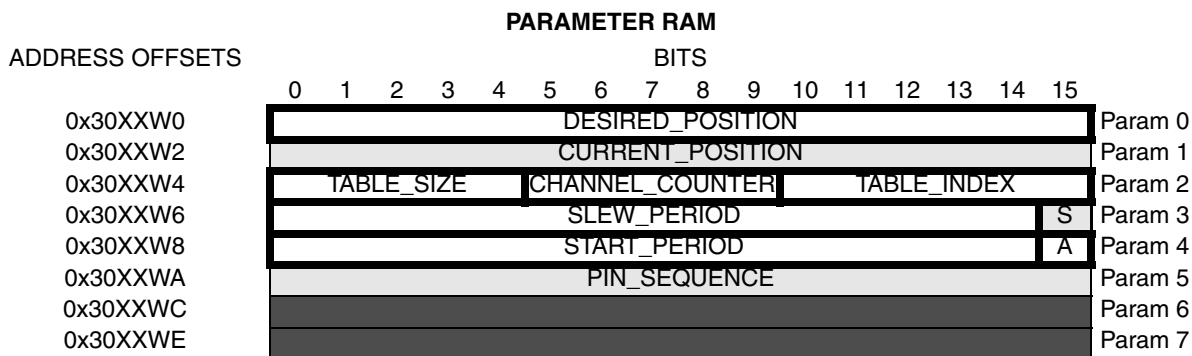 PARAMETER RAM
ADDRESS OFFSETS BITS
0 1 2 3 4 5 6 7 8 9 10 11 12 13 14 15
0x30XXW0 DESIRED_POSITION Param 0
0x30XXW2 CURRENT_POSITION Param 1
0x30XXW4 TABLE_SIZE CHANNEL_COUNTER TABLE_INDEX Param 2
0x30XXW6 SLEW_PERIOD S Param 3
0x30XXW8 START_PERIOD A Param 4
0x30XXWA PIN_SEQUENCE Param 5
0x30XXWC Param 6
0x30XXWE Param 7